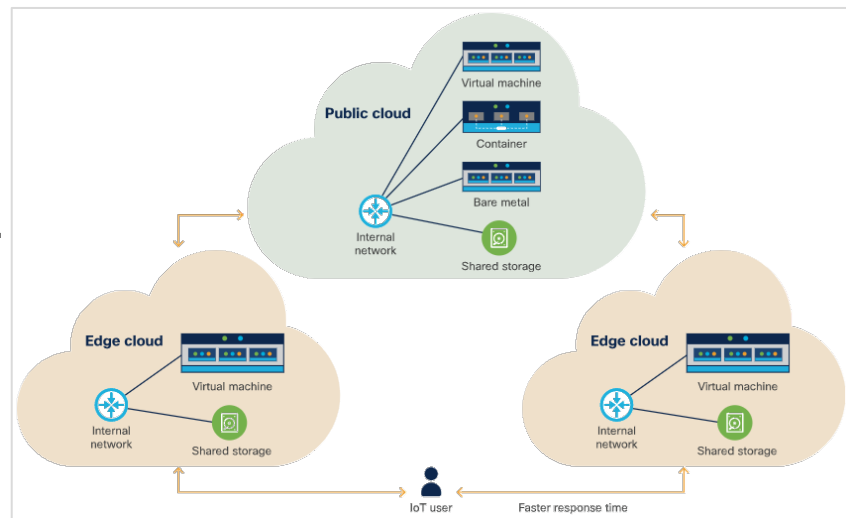 Virtual machine
Public cloud
Container
Bare metal
Internal
network
Shared storage
Edge cloud
Virtual machine
Internal
network
Shared storage
Edge cloud
Virtual machine
Internal
network
Shared storage
IoT user
Faster response time